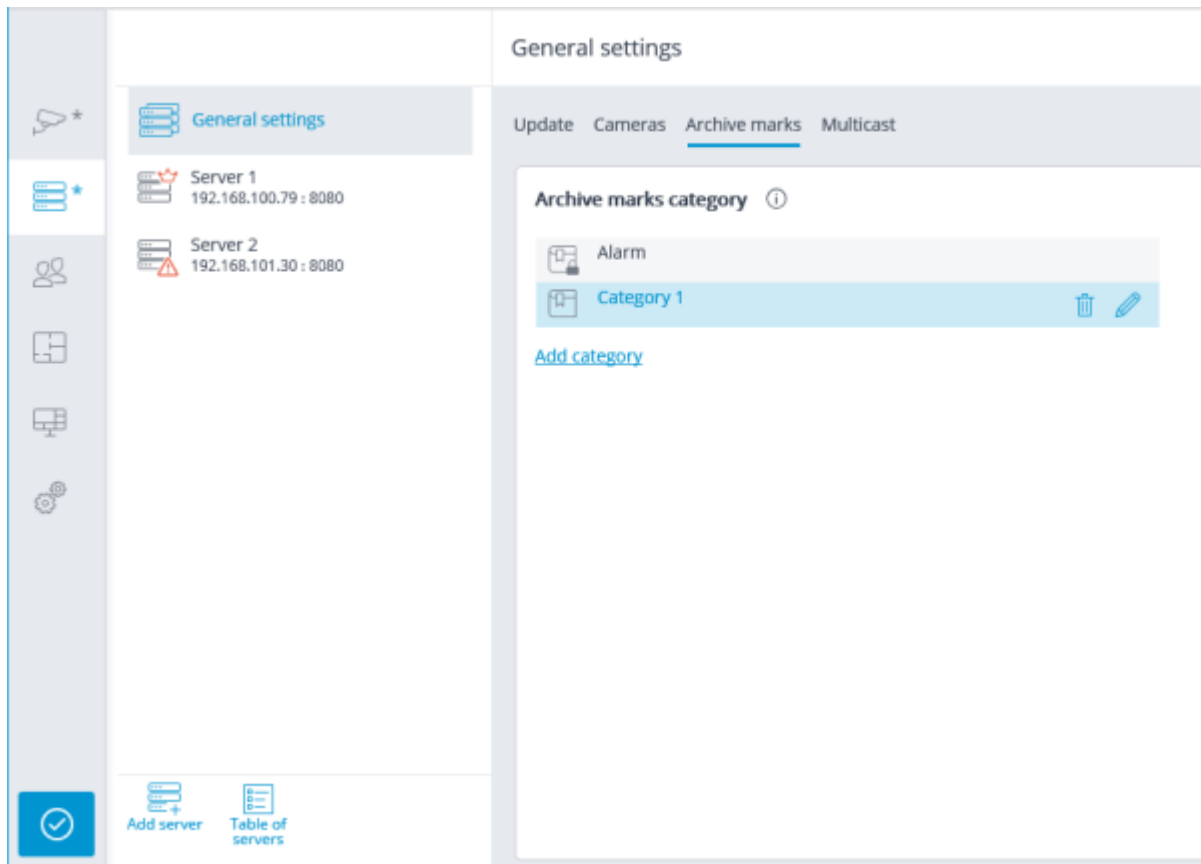 General settings
*
General settings
Update Cameras Archive marks Multicast
Server 1
192.168.100.79 : 8080
*
Archive marks category
Server 2
192.168.101.30 : 8080
Alarm
Category 1
Add category
Add server
Table of
servers